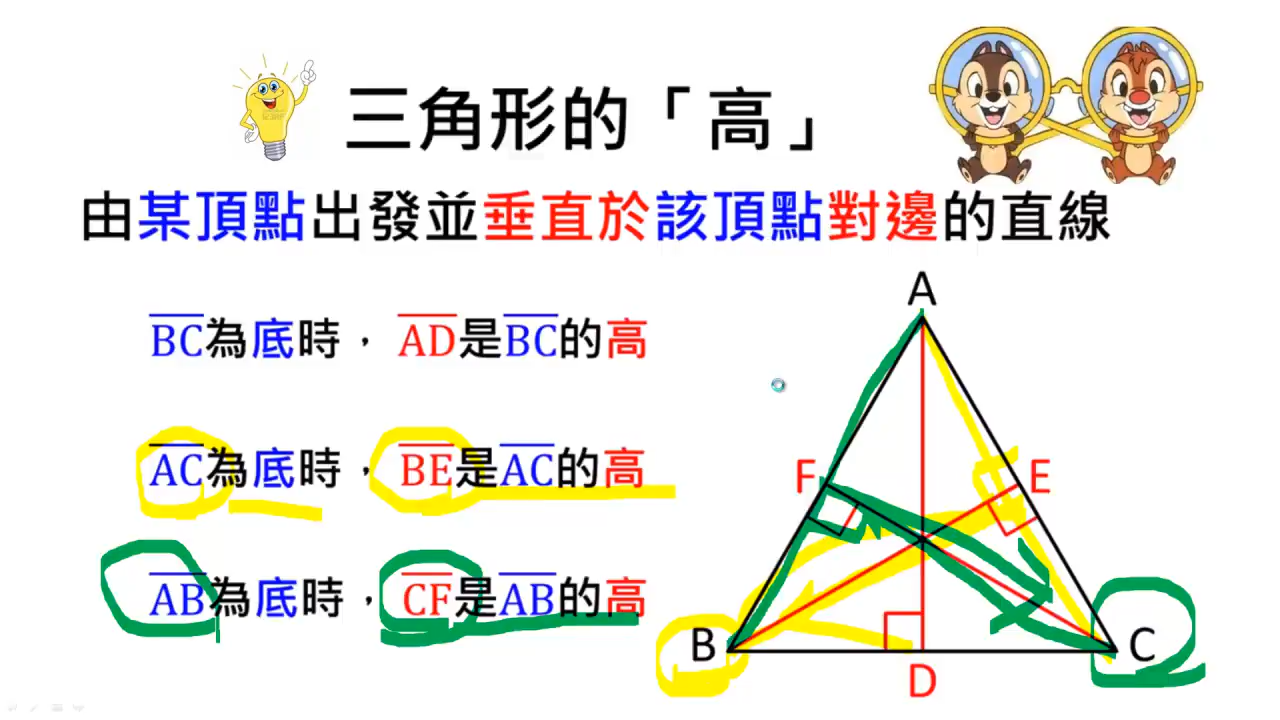 三角形的「高」
由某頂點出發並垂直於該頂點對邊的直線
BC為底時，AD是BC的高
AC為底時，BE是AC的高
AB為底時，CF是AB的高
A
F
E
B
C
D